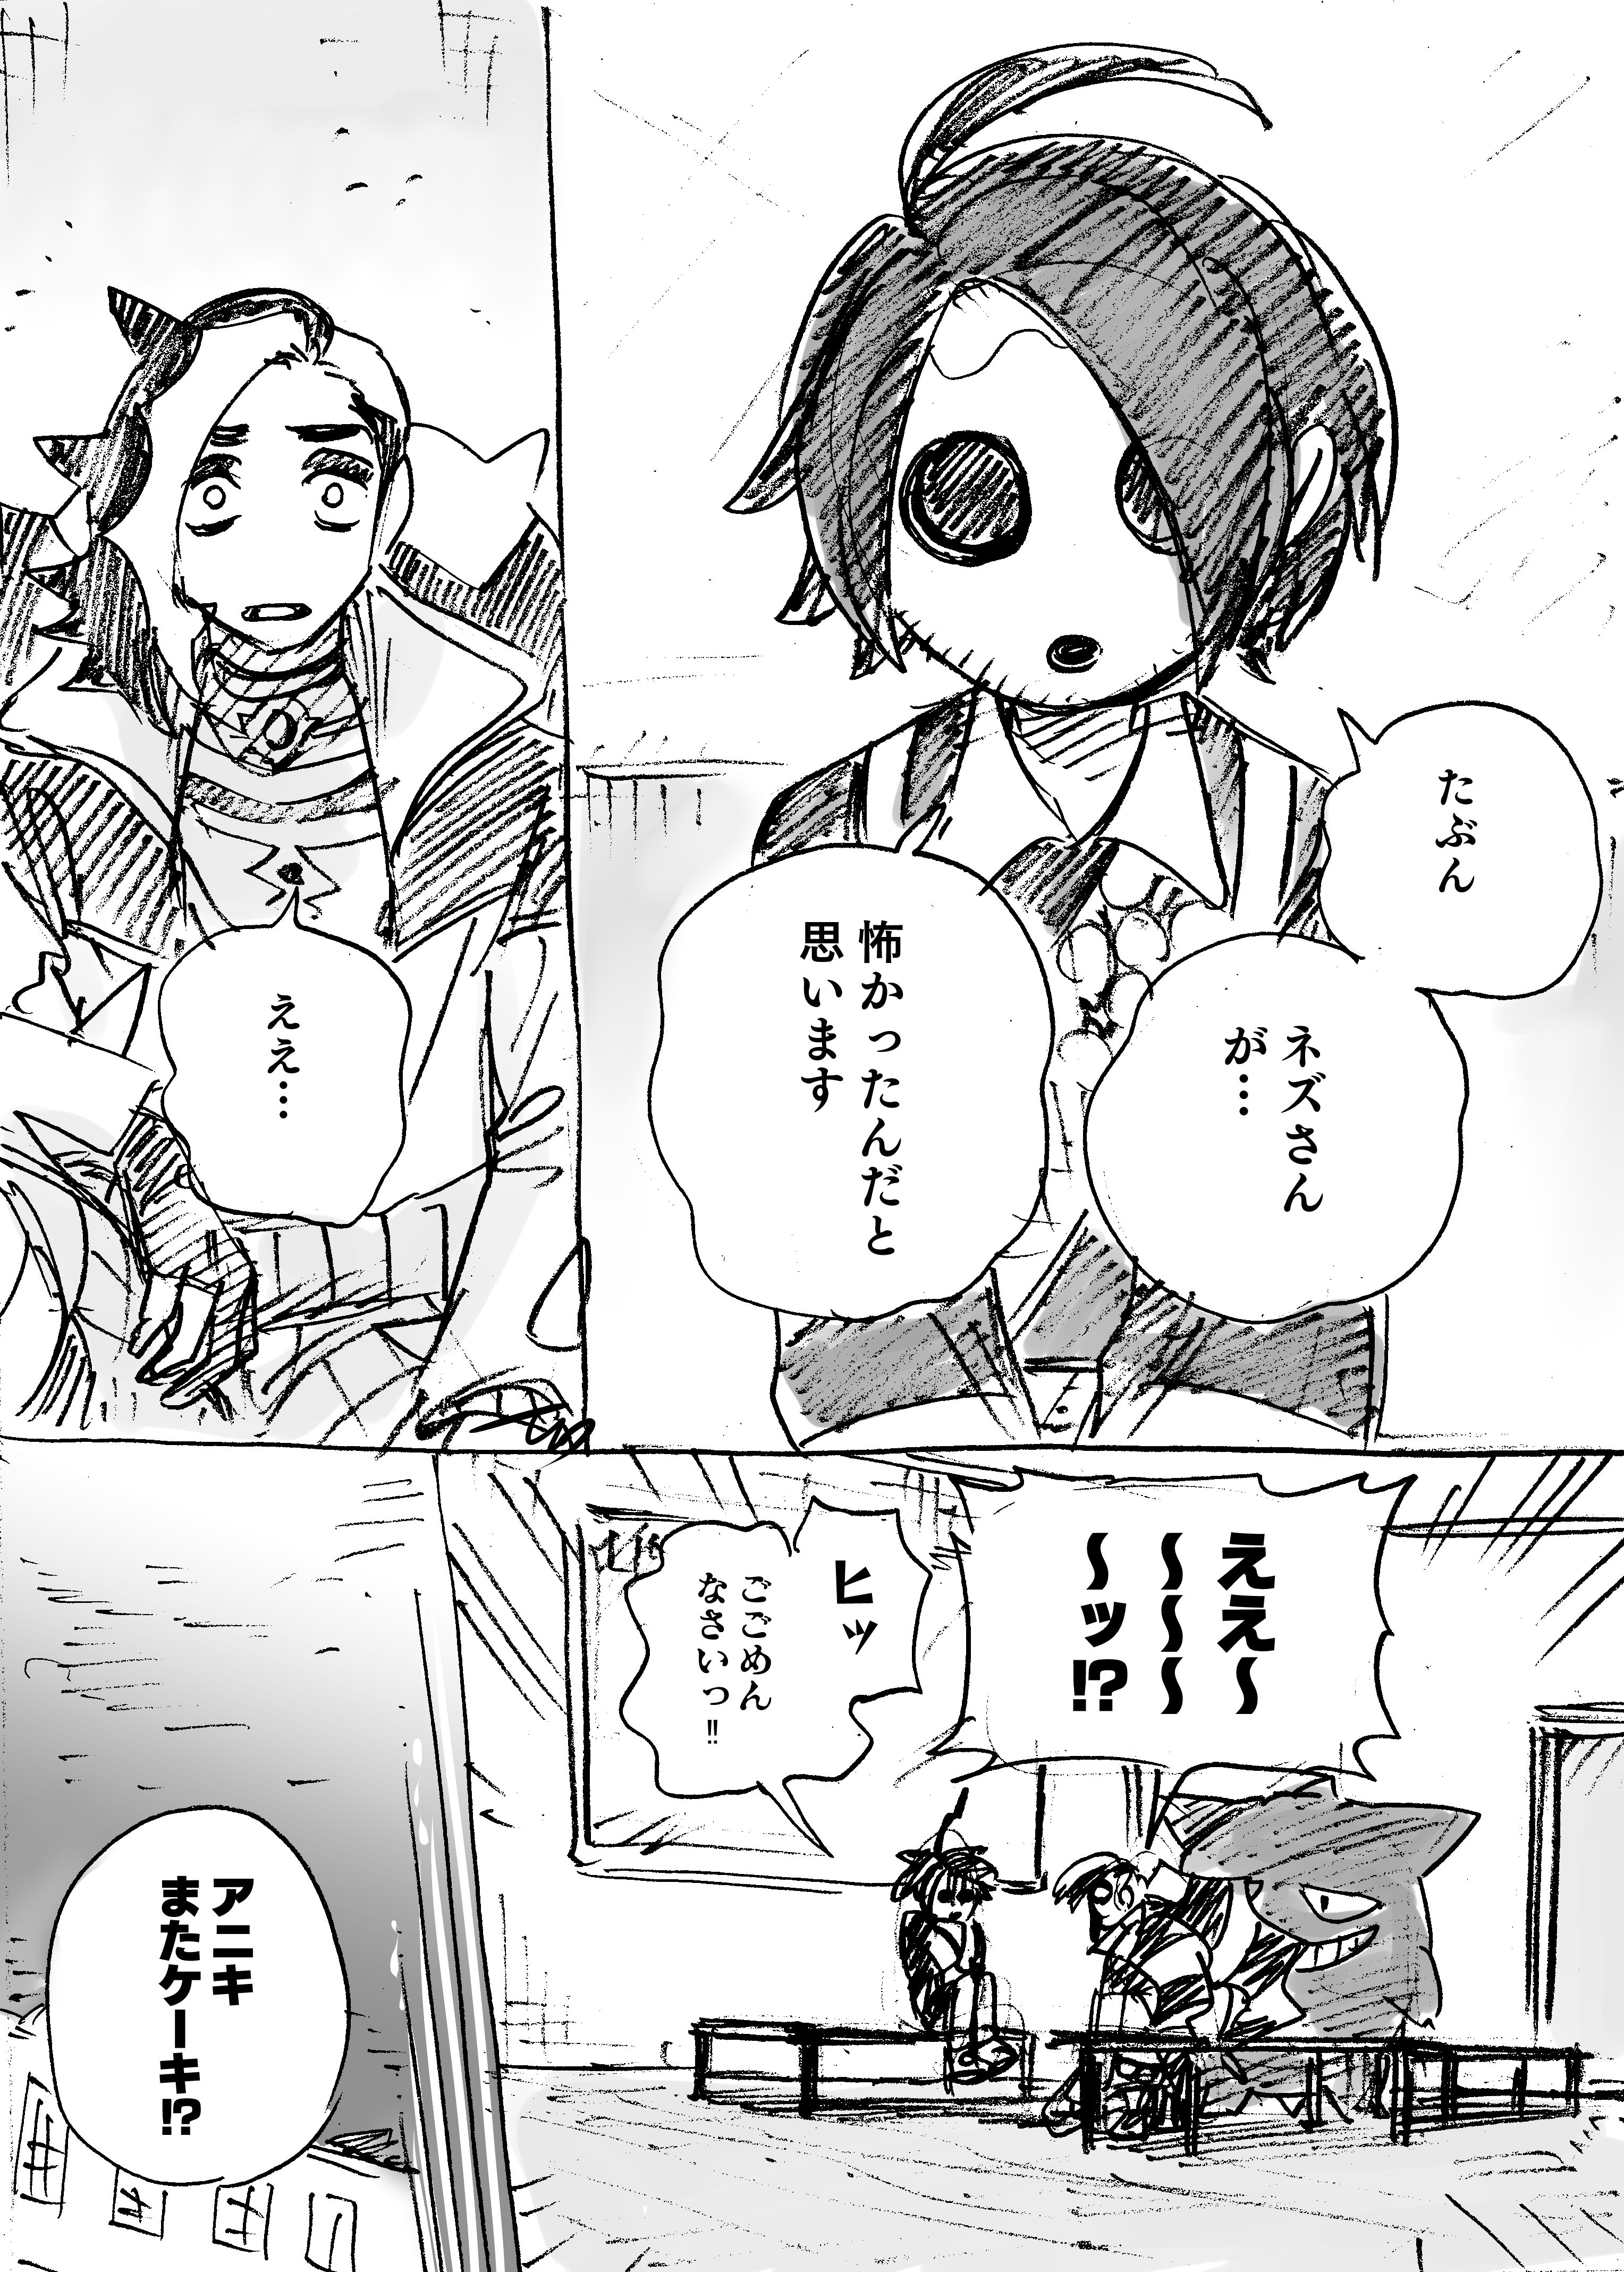 たぶん
ネズさん
が…
怖かったんだと
思います
ええ…
ええ～
～～～
～ッ!?
ヒッ
ごごめん
なさいっ!!
アニキ
またケーキ!?